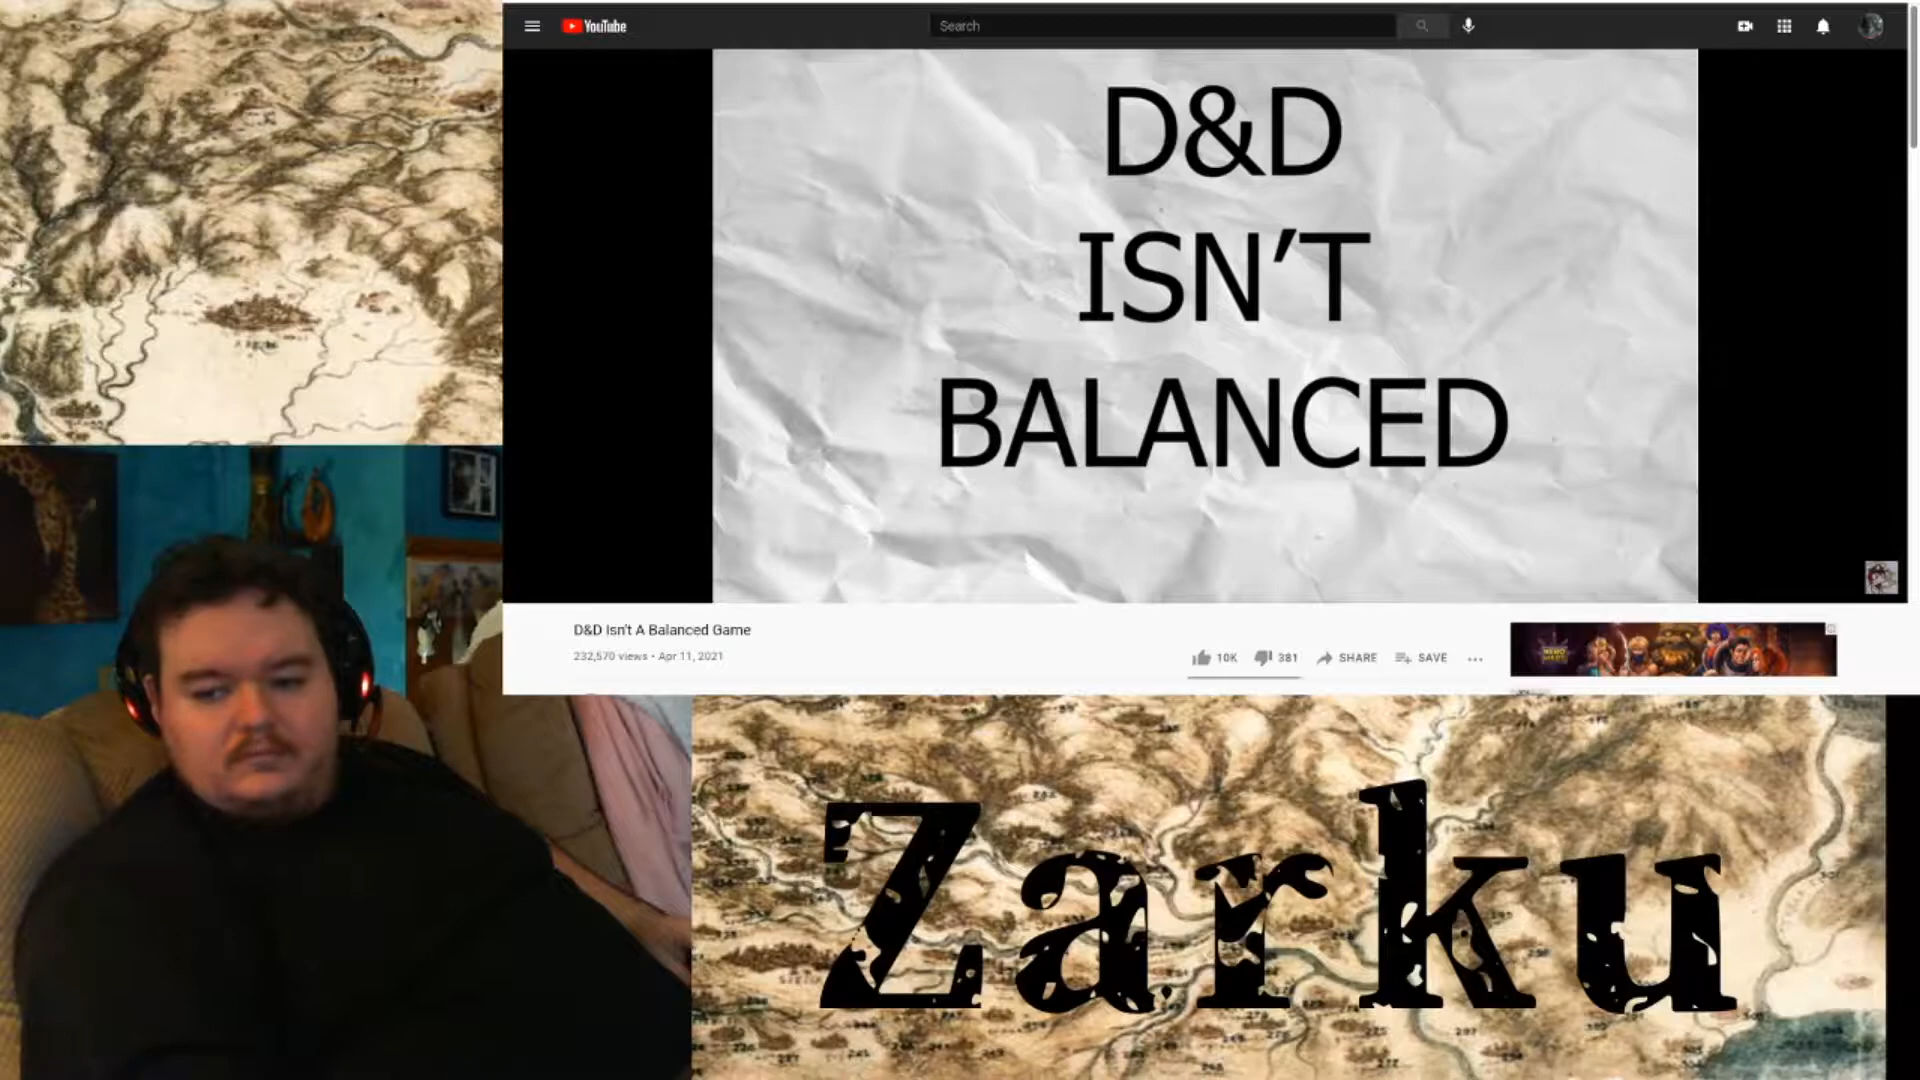 YouTube
Search
D&D
ISN'T
BALANCED
D&D Isn't A Balanced Game
232,570 views • Apr 11, 2021
10K
381
SHARE
SAVE
Zarku